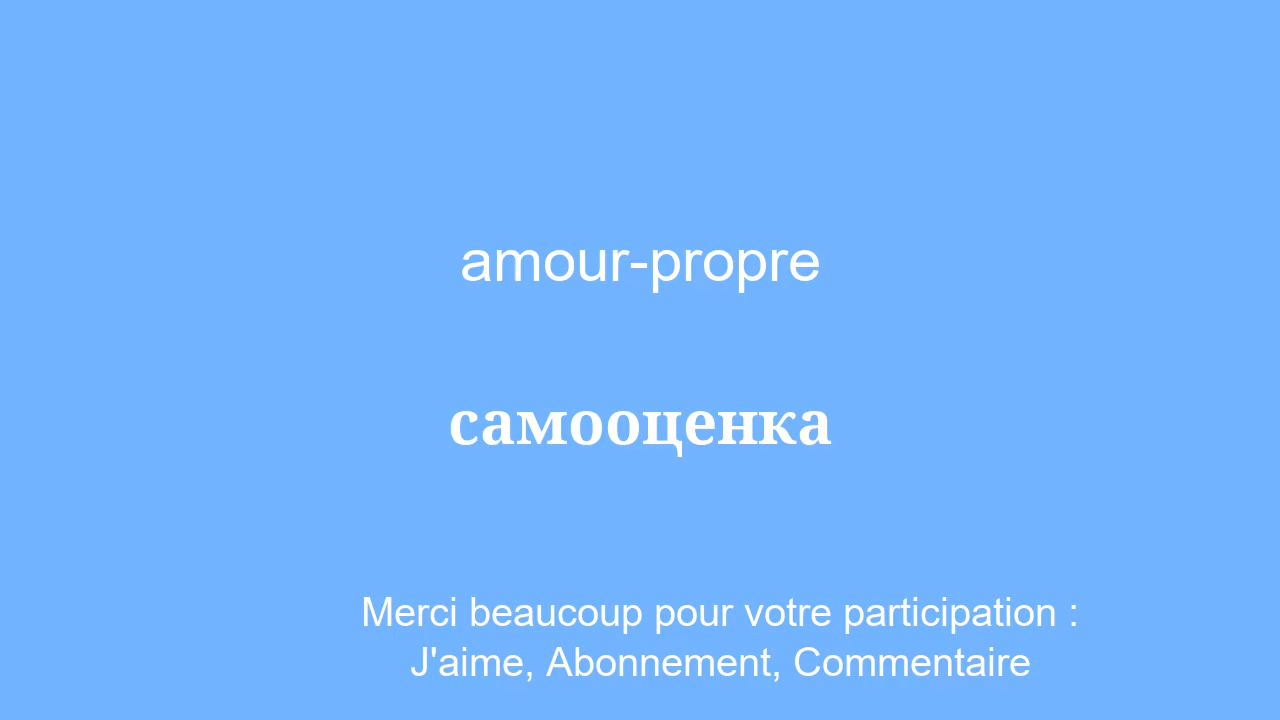 amour-propre
самооценка
Merci beaucoup pour votre participation :
J'aime, Abonnement, Commentaire